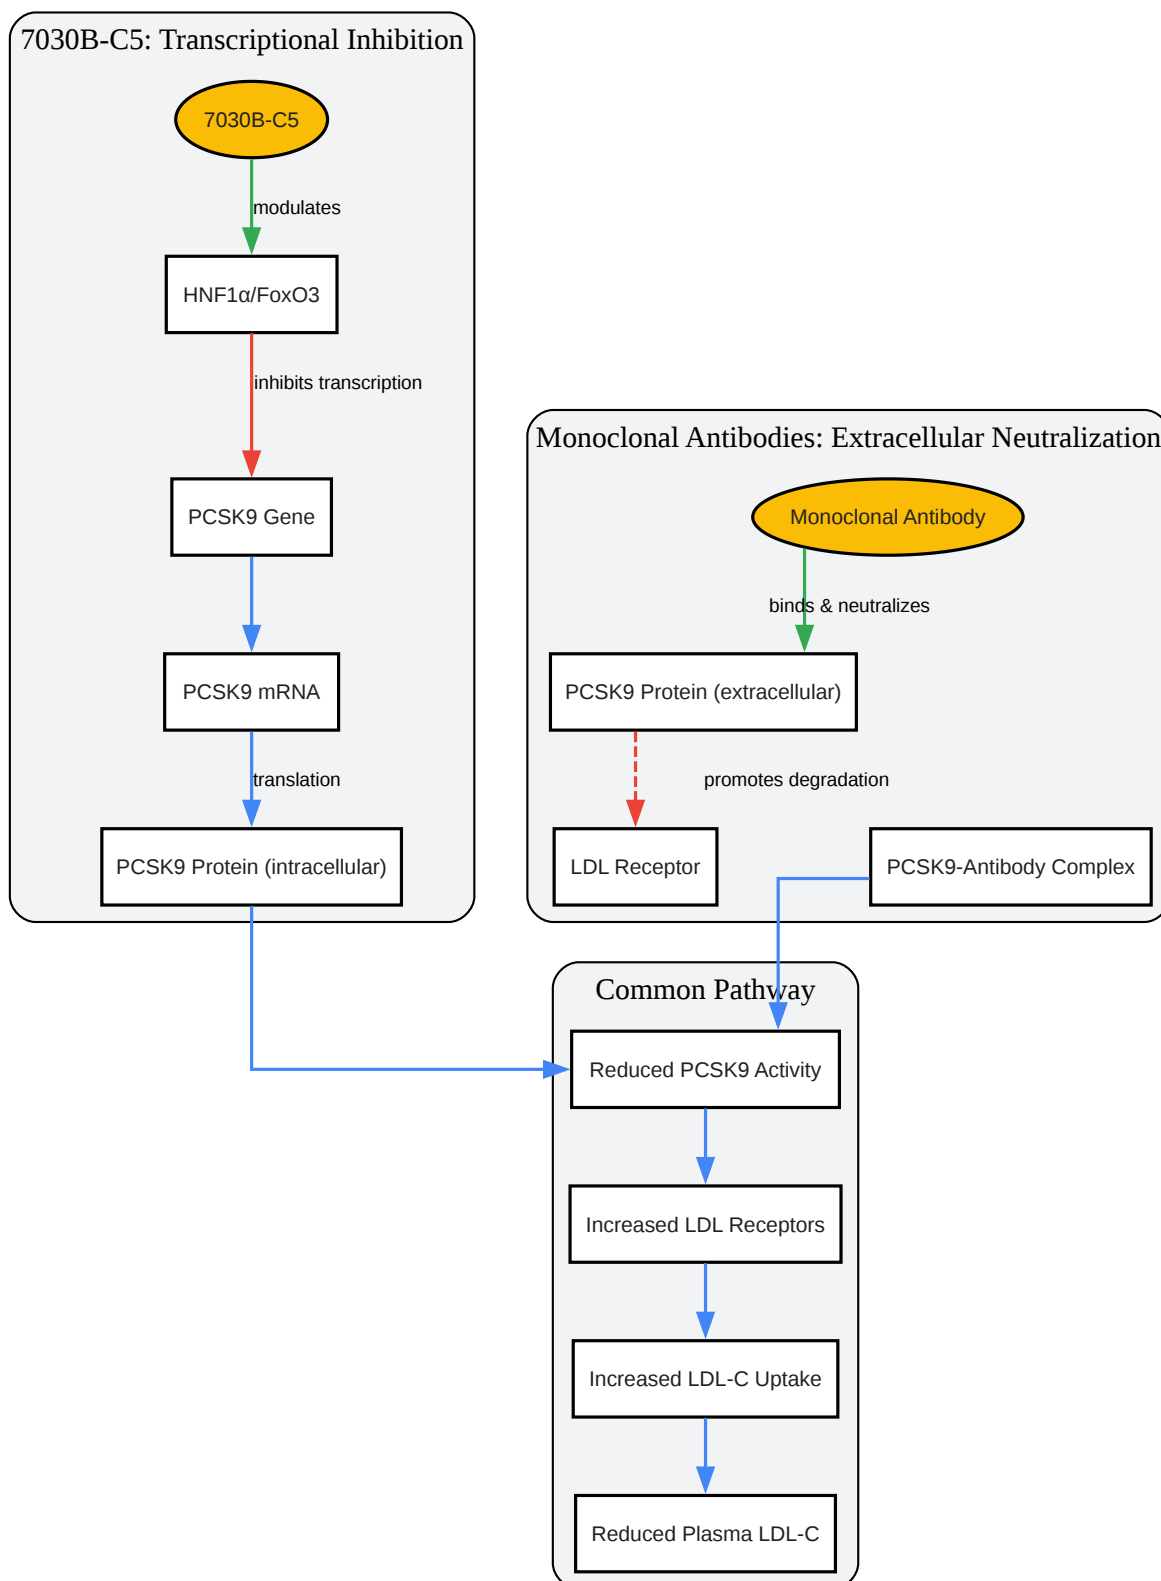 7030B-C5: Transcriptional Inhibition
7030B-C5
modulates
HNF1α/FoxO3
inhibits transcription
PCSK9 Gene
PCSK9 mRNA
translation
PCSK9 Protein (intracellular)
Monoclonal Antibodies: Extracellular Neutralization
Monoclonal Antibody
binds & neutralizes
PCSK9 Protein (extracellular)
promotes degradation
LDL Receptor
PCSK9-Antibody Complex
Common Pathway
Reduced PCSK9 Activity
Increased LDL Receptors
Increased LDL-C Uptake
Reduced Plasma LDL-C